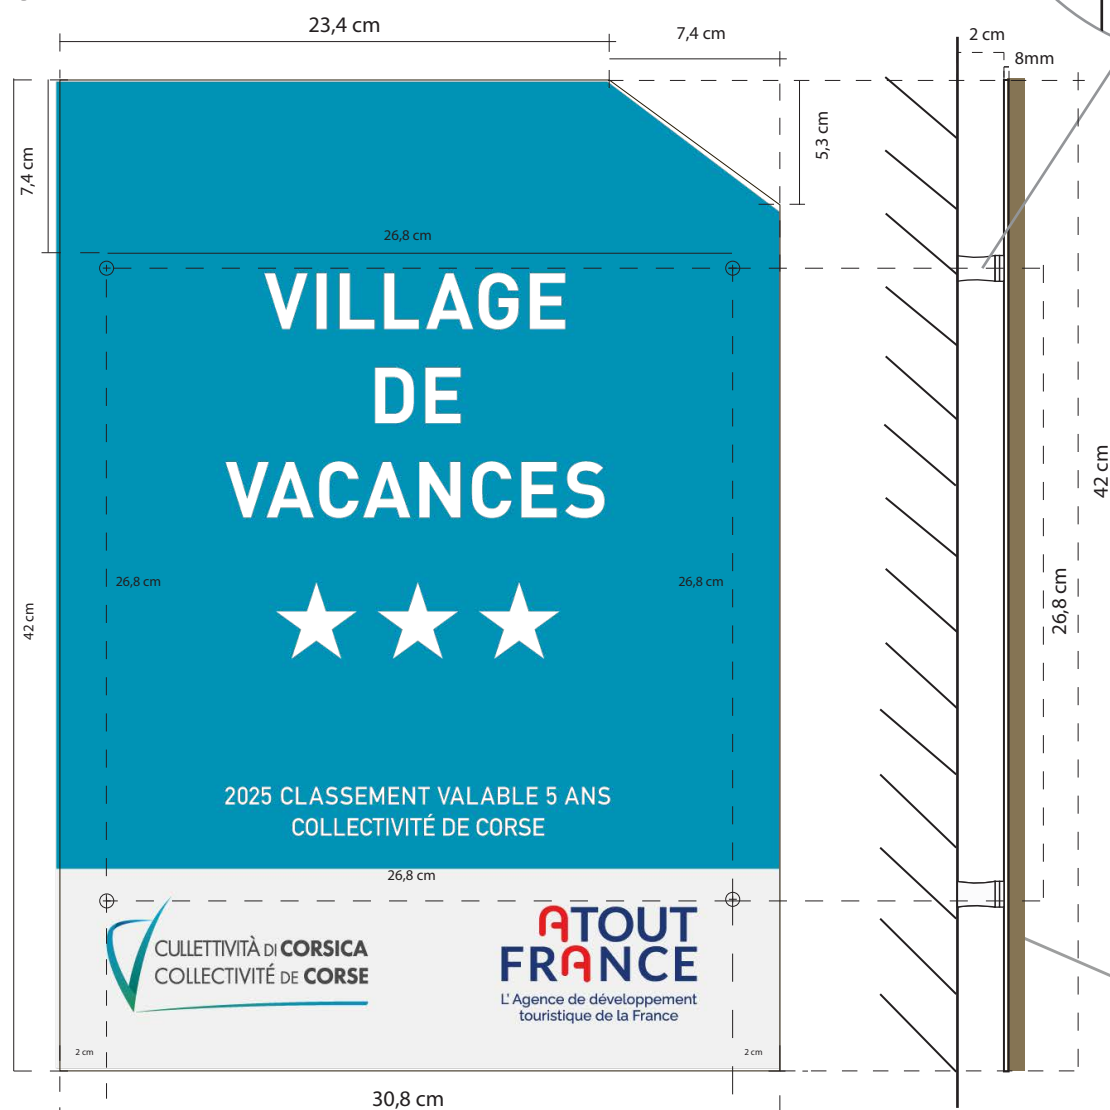 23,4 cm
7,4 cm
2 cm
8mm
5,3 cm
7,4 cm
26,8 cm
VILLAGE
DE
VACANCES
42 cm
26,8 cm
26,8 cm
26,8 cm
42 cm
2025 CLASSEMENT VALABLE 5 ANS
COLLECTIVITÉ DE CORSE
26,8 cm
CULLETTIVITÀ DI CORSICA
COLLECTIVITÉ DE CORSE
ATOUT
FRANCE
L'Agence de développement
touristique de la France
2 cm
2 cm
30,8 cm